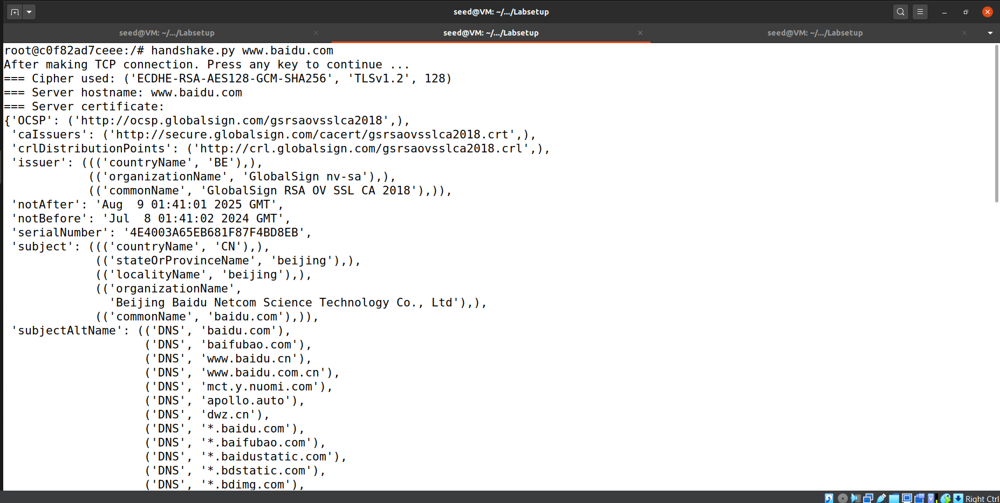 seed@VM: ~/.../Labsetup
seed@VM: ~/.../Labsetup
seed@VM: ~/.../Labsetup
seed@VM: ~/.../Labsetup
root@c0f82ad7ceee:/# handshake.py www.baidu.com
After making TCP connection. Press any key to continue ...
=== Cipher used: ('ECDHE-RSA-AES128-GCM-SHA256', 'TLSv1.2', 128)
=== Server hostname: www.baidu.com
=== Server certificate:
{'OCSP': ('http://ocsp.globalsign.com/gsrsaovsslca2018',),
 'caIssuers': ('http://secure.globalsign.com/cacert/gsrsaovsslca2018.crt',),
 'crlDistributionPoints': ('http://crl.globalsign.com/gsrsaovsslca2018.crl',),
 'issuer': ((('countryName', 'BE'),),
            (('organizationName', 'GlobalSign nv-sa'),),
            (('commonName', 'GlobalSign RSA OV SSL CA 2018'),)),
 'notAfter': 'Aug  9 01:41:01 2025 GMT',
 'notBefore': 'Jul  8 01:41:02 2024 GMT',
 'serialNumber': '4E4003A65EB681F87F4BD8EB',
 'subject': ((('countryName', 'CN'),),
             (('stateOrProvinceName', 'beijing'),),
             (('localityName', 'beijing'),),
             (('organizationName',
               'Beijing Baidu Netcom Science Technology Co., Ltd'),),
             (('commonName', 'baidu.com'),)),
 'subjectAltName': (('DNS', 'baidu.com'),
                    ('DNS', 'baifubao.com'),
                    ('DNS', 'www.baidu.cn'),
                    ('DNS', 'www.baidu.com.cn'),
                    ('DNS', 'mct.y.nuomi.com'),
                    ('DNS', 'apollo.auto'),
                    ('DNS', 'dwz.cn'),
                    ('DNS', '*.baidu.com'),
                    ('DNS', '*.baifubao.com'),
                    ('DNS', '*.baidustatic.com'),
                    ('DNS', '*.bdstatic.com'),
                    ('DNS', '*.bdimg.com'),
Right Ctrl